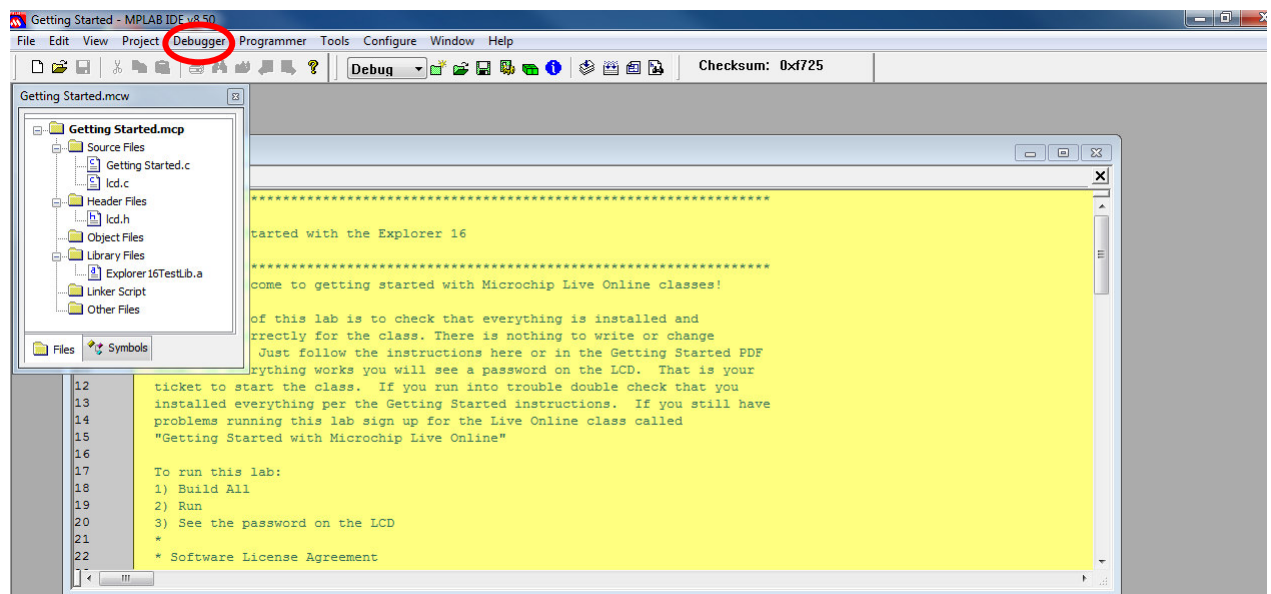 Getting Started - MPLAB IDE v8.50
File Edit View Project Debugger Programmer Tools Configure Window Help
Debug Checksum: 0xf725
Getting Started.mcw
Getting Started.mcp
Source Files
Getting Started.c
lcd.c
Header Files
lcd.h
Object Files
Library Files
Explorer16TestLib.a
Linker Script
Other Files
Files Symbols
******************************************************************
tarted with the Explorer 16
******************************************************************
come to getting started with Microchip Live Online classes!
of this lab is to check that everything is installed and
rrectly for the class. There is nothing to write or change
Just follow the instructions here or in the Getting Started PDF
rything works you will see a password on the LCD. That is your
12 ticket to start the class. If you run into trouble double check that you
13 installed everything per the Getting Started instructions. If you still have
14 problems running this lab sign up for the Live Online class called
15 "Getting Started with Microchip Live Online"
16
17 To run this lab:
18 1) Build All
19 2) Run
20 3) See the password on the LCD
21 *
22 * Software License Agreement